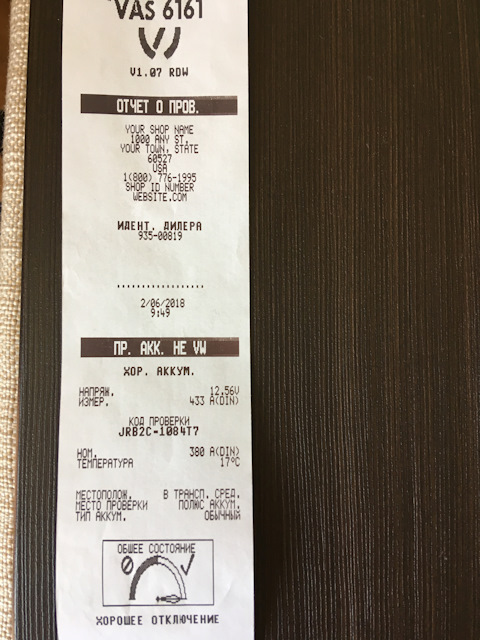 VAS 6161
V1.07 RDW
ОТЧЕТ О ПРОВ.
YOUR SHOP NAME
1000 ANY ST.
YOUR TOWN, STATE
60527
USA
1(800) 776-1995
SHOP ID NUMBER
WEBSITE.COM
ИДЕНТ. ДИЛЕРА
935-00819
..................
2/06/2018
9:49
ПР. АКК. НЕ VW
ХОР. АККУМ.
НАПРЯЖ. 12.56V
ИЗМЕР. 433 A(DIN)
КОД ПРОВЕРКИ
JRB2C-1084T7
НОМ. 380 A(DIN)
ТЕМПЕРАТУРА 17°C
МЕСТОПОЛОЖ. В ТРАНСП. СРЕД.
МЕСТО ПРОВЕРКИ ПОЛЮС АККУМ.
ТИП АККУМ. ОБЫЧНЫЙ
ОБЩЕЕ СОСТОЯНИЕ
ХОРОШЕЕ ОТКЛЮЧЕНИЕ